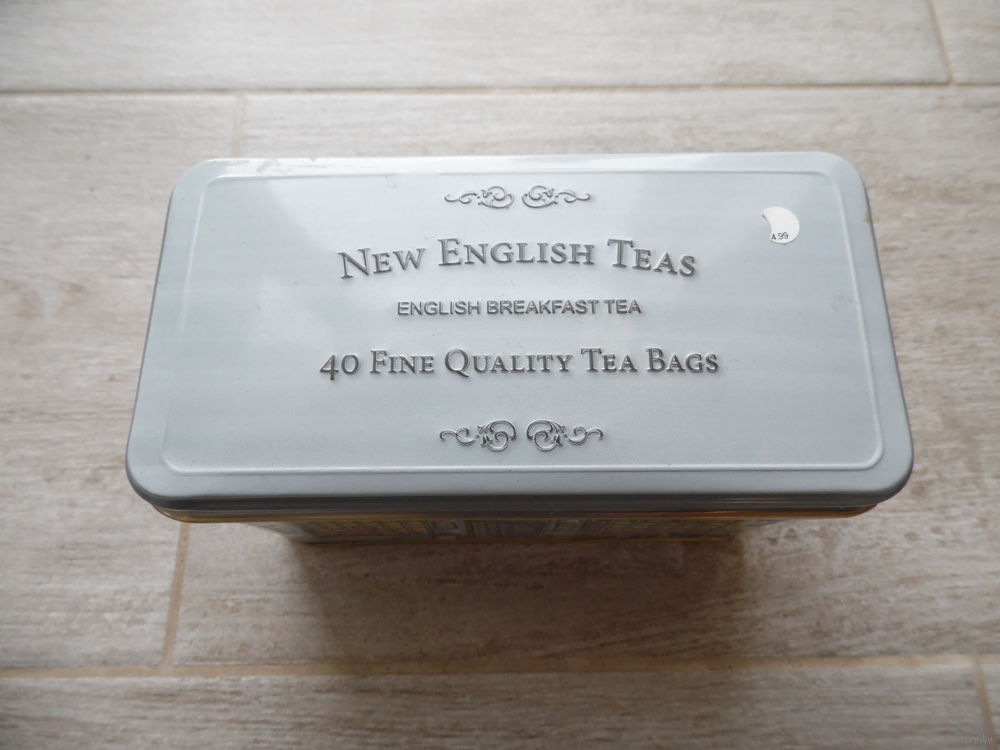 New English Teas
ENGLISH BREAKFAST TEA
40 Fine Quality Tea Bags
4.99